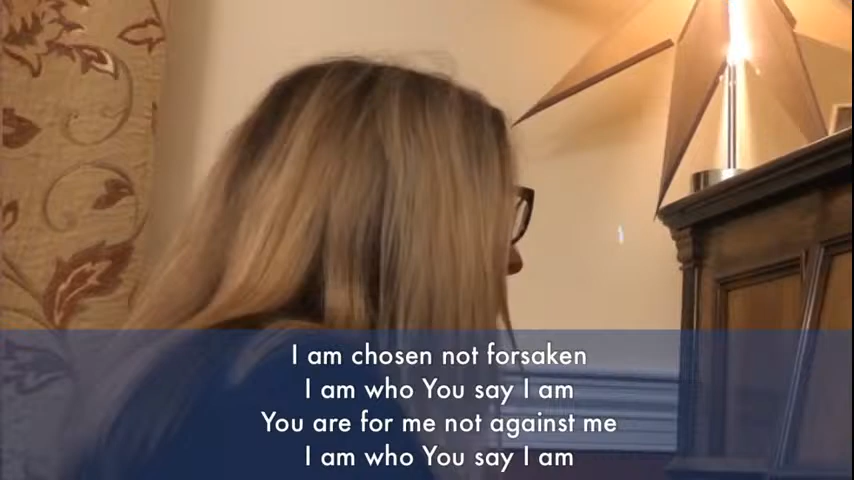 I am chosen not forsaken
I am who You say I am
You are for me not against me
I am who You say I am